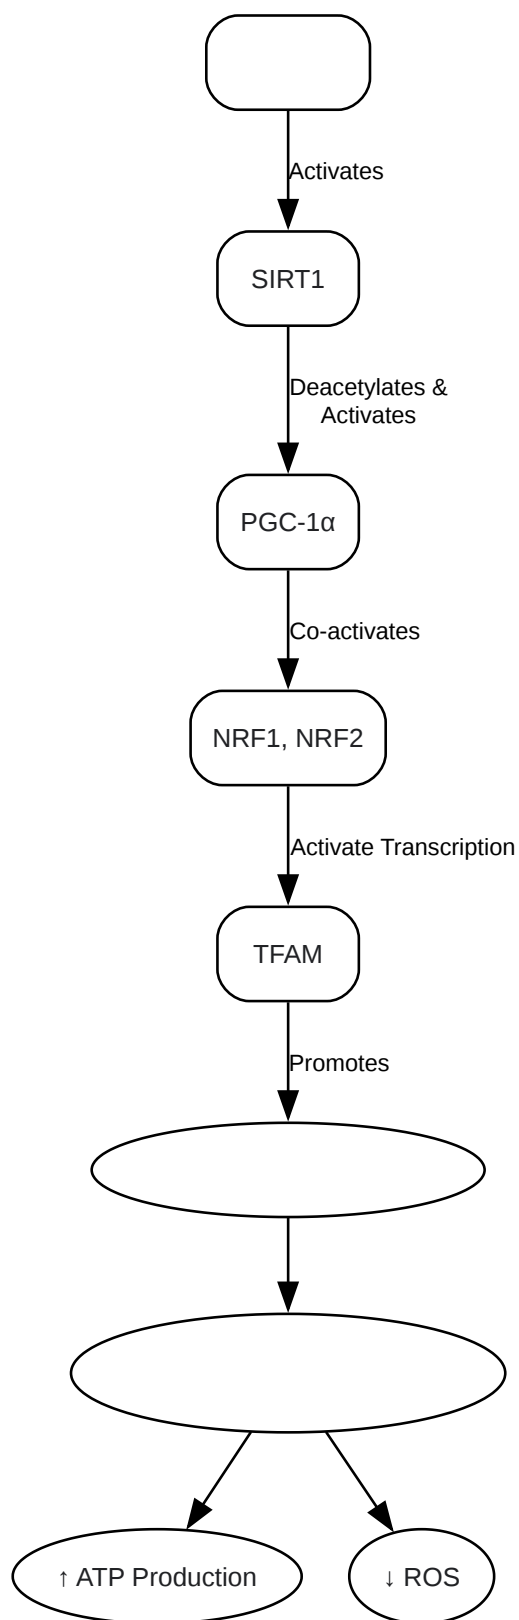 Activates
SIRT1
Deacetylates &
Activates
PGC-1α
Co-activates
NRF1, NRF2
Activate Transcription
TFAM
Promotes
↑ ATP Production
↓ ROS